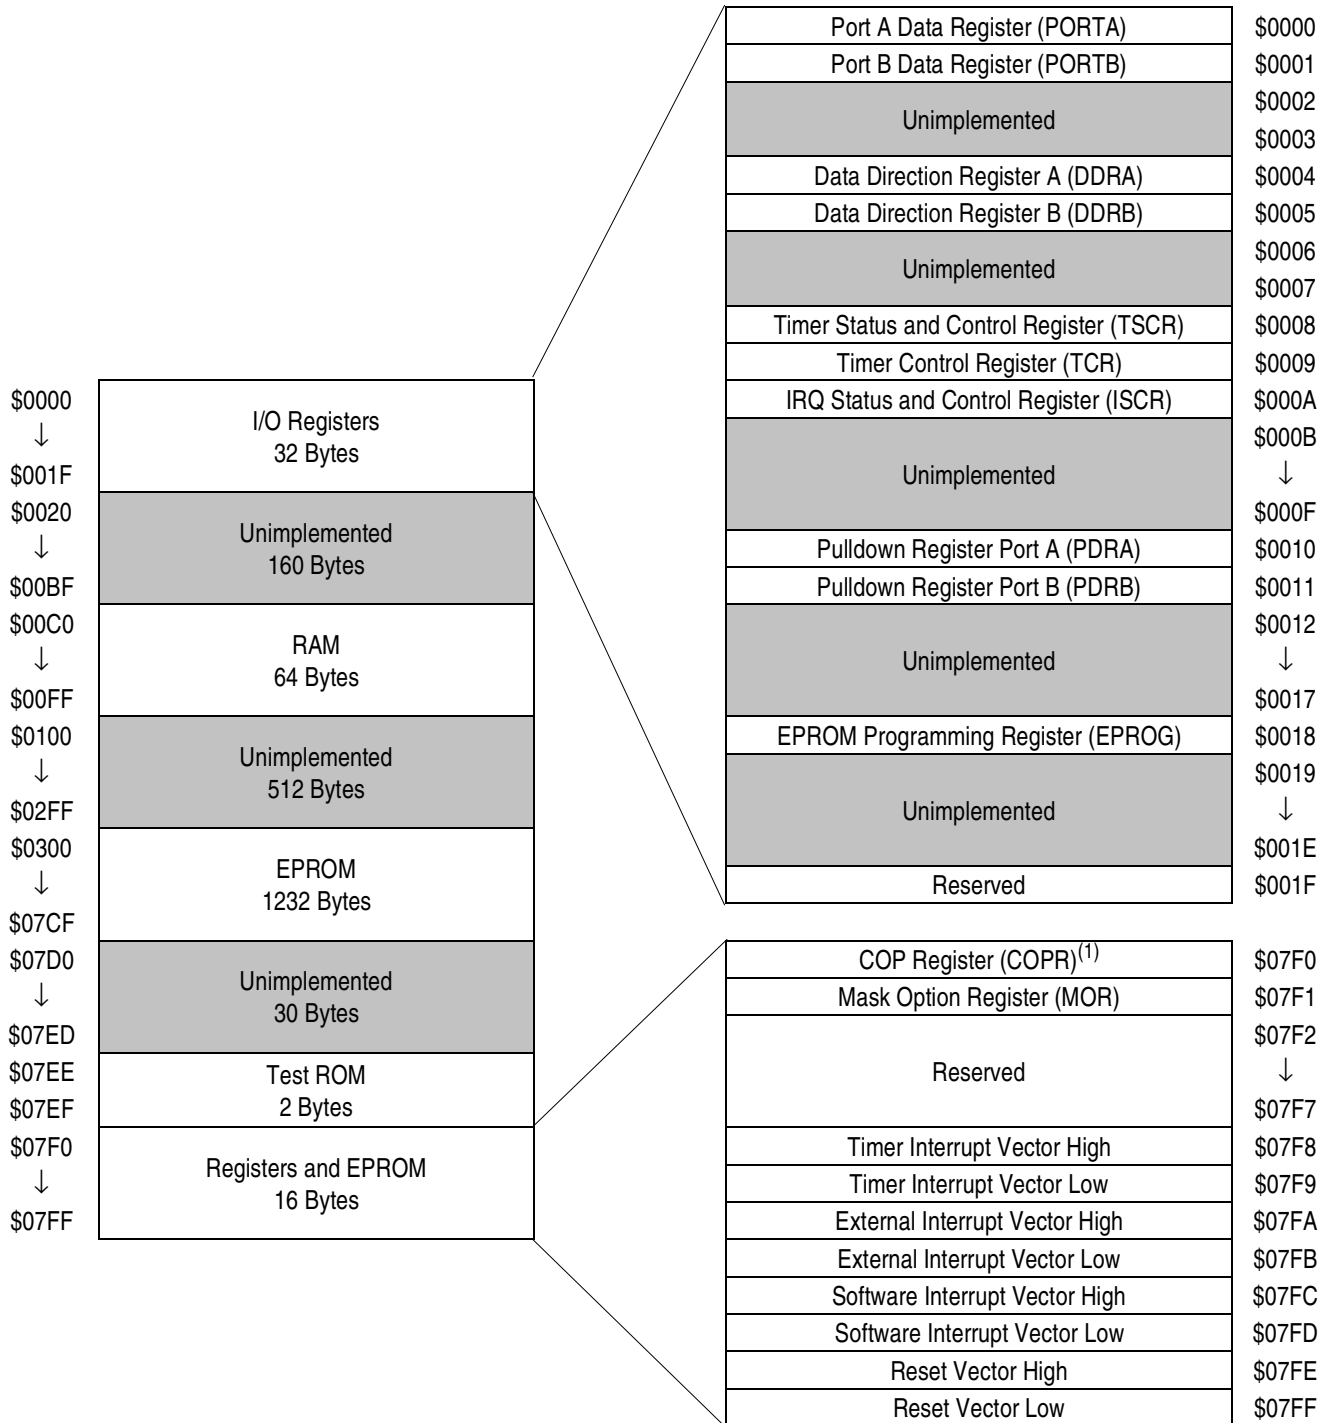 $0000
↓
$001F
I/O Registers
32 Bytes
$0020
↓
$00BF
Unimplemented
160 Bytes
$00C0
↓
$00FF
RAM
64 Bytes
$0100
↓
$02FF
Unimplemented
512 Bytes
$0300
↓
$07CF
EPROM
1232 Bytes
$07D0
↓
$07ED
Unimplemented
30 Bytes
$07EE
$07EF
Test ROM
2 Bytes
$07F0
↓
$07FF
Registers and EPROM
16 Bytes
Port A Data Register (PORTA) $0000
Port B Data Register (PORTB) $0001
Unimplemented
$0002
$0003
Data Direction Register A (DDRA) $0004
Data Direction Register B (DDRB) $0005
Unimplemented
$0006
$0007
Timer Status and Control Register (TSCR) $0008
Timer Control Register (TCR) $0009
IRQ Status and Control Register (ISCR) $000A
Unimplemented
$000B
↓
$000F
Pulldown Register Port A (PDRA) $0010
Pulldown Register Port B (PDRB) $0011
Unimplemented
$0012
↓
$0017
EPROM Programming Register (EPROG) $0018
Unimplemented
$0019
↓
$001E
Reserved $001F
COP Register (COPR)(1) $07F0
Mask Option Register (MOR) $07F1
Reserved
$07F2
↓
$07F7
Timer Interrupt Vector High $07F8
Timer Interrupt Vector Low $07F9
External Interrupt Vector High $07FA
External Interrupt Vector Low $07FB
Software Interrupt Vector High $07FC
Software Interrupt Vector Low $07FD
Reset Vector High $07FE
Reset Vector Low $07FF